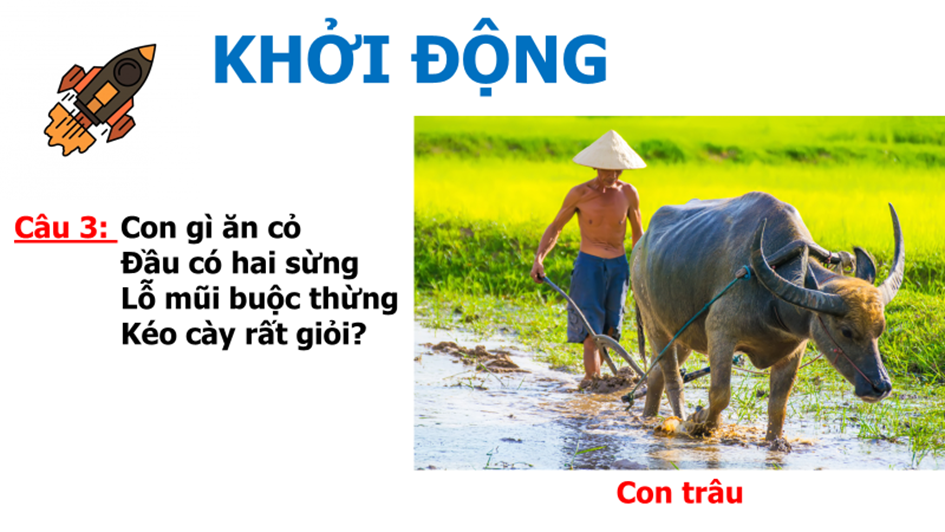 KHỞI ĐỘNG
Câu 3: Con gì ăn cỏ
Đầu có hai sừng
Lỗ mũi buộc thừng
Kéo cày rất giỏi?
Con trâu